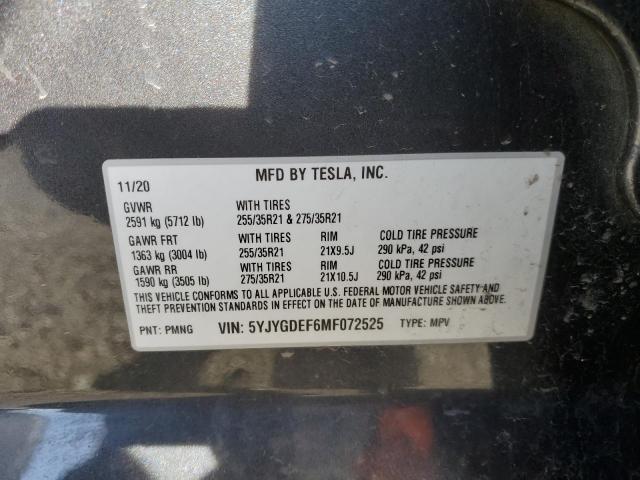 MFD BY TESLA, INC.
11/20
GVWR WITH TIRES
2591 kg (5712 lb) 255/35R21 & 275/35R21
GAWR FRT WITH TIRES RIM COLD TIRE PRESSURE
1363 kg (3004 lb) 255/35R21 21X9.5J 290 kPa, 42 psi
GAWR RR WITH TIRES RIM COLD TIRE PRESSURE
1590 kg (3505 lb) 275/35R21 21X10.5J 290 kPa, 42 psi
THIS VEHICLE CONFORMS TO ALL APPLICABLE U.S. FEDERAL MOTOR VEHICLE SAFETY AND
THEFT PREVENTION STANDARDS IN EFFECT ON THE DATE OF MANUFACTURE SHOWN ABOVE.
PNT: PMNG VIN: 5YJYGDEF6MF072525 TYPE: MPV